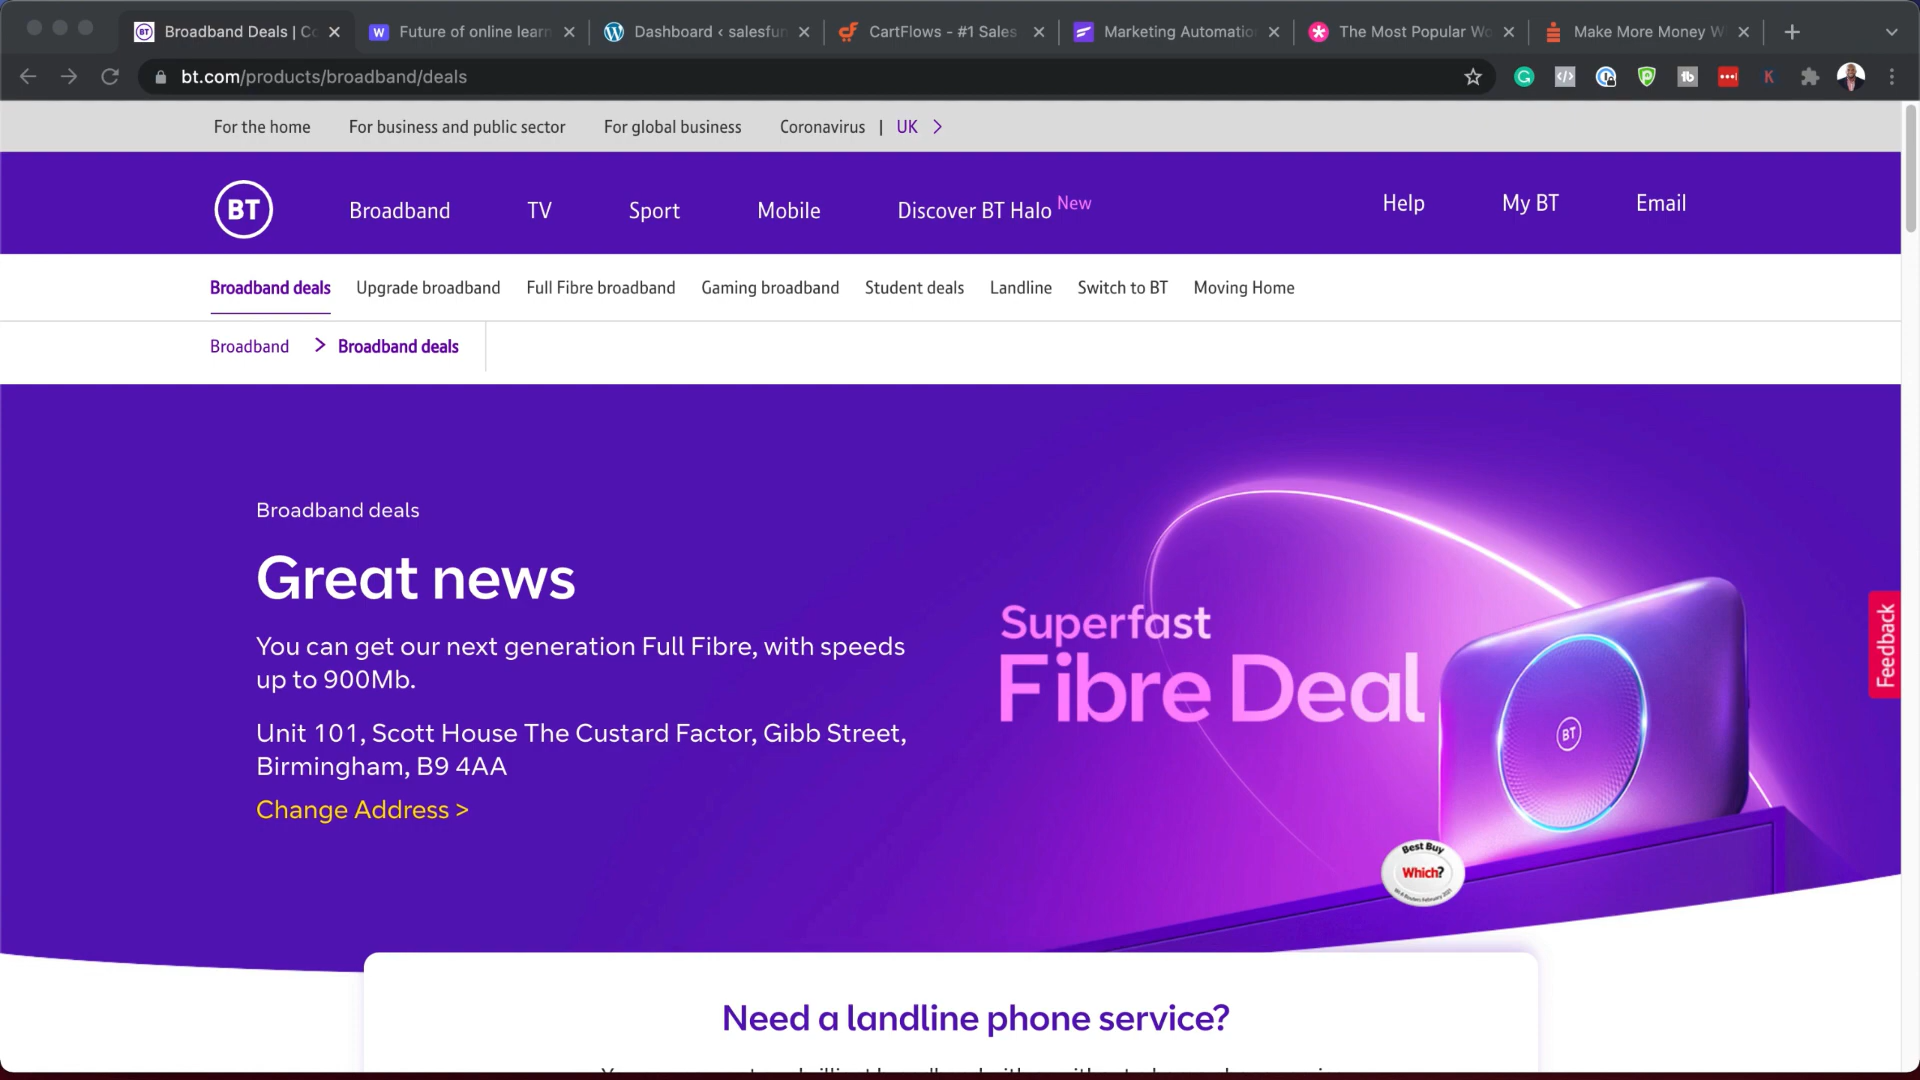 Broadband Deals | Co
Future of online learn
Dashboard ‹ salesfun
CartFlows - #1 Sales
Marketing Automatio
The Most Popular Wo
Make More Money W
bt.com/products/broadband/deals
For the home For business and public sector For global business Coronavirus | UK
BT Broadband TV Sport Mobile Discover BT Halo New Help My BT Email
Broadband deals Upgrade broadband Full Fibre broadband Gaming broadband Student deals Landline Switch to BT Moving Home
Broadband > Broadband deals
Broadband deals
Great news
You can get our next generation Full Fibre, with speeds
up to 900Mb.
Unit 101, Scott House The Custard Factor, Gibb Street,
Birmingham, B9 4AA
Change Address >
Superfast
Fibre Deal
BT
Best Buy
Which?
Feedback
Need a landline phone service?